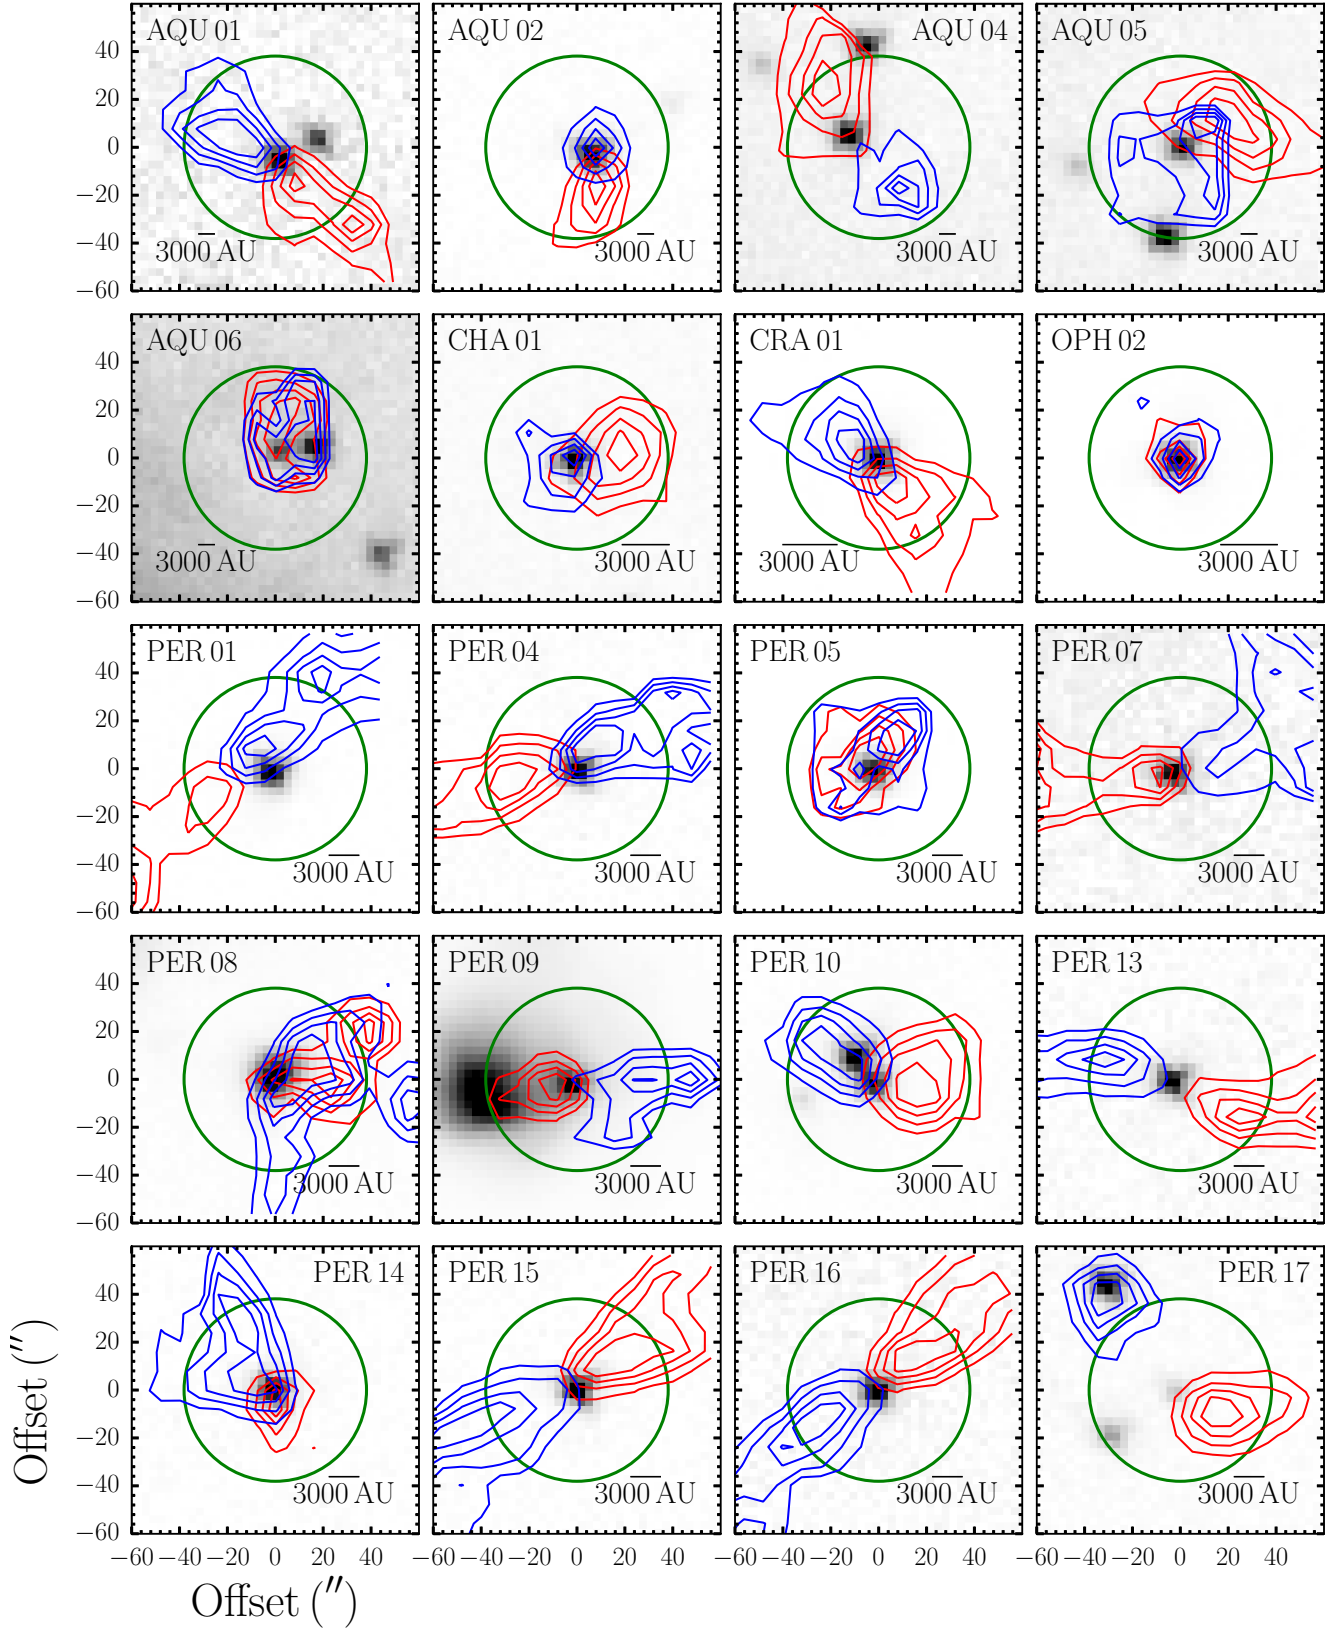 AQU 01 AQU 02 AQU 04 AQU 05
40
20
0
−20
−40
−60
3000 AU 3000 AU 3000 AU 3000 AU
AQU 06 CHA 01 CRA 01 OPH 02
40
20
0
−20
−40
−60
3000 AU 3000 AU 3000 AU 3000 AU
PER 01 PER 04 PER 05 PER 07
40
20
0
−20
−40
−60
3000 AU 3000 AU 3000 AU 3000 AU
PER 08 PER 09 PER 10 PER 13
40
20
0
−20
−40
−60
3000 AU 3000 AU 3000 AU 3000 AU
PER 14 PER 15 PER 16 PER 17
40
20
0
−20
−40
−60
3000 AU 3000 AU 3000 AU 3000 AU
−60 −40 −20 0 20 40 −60 −40 −20 0 20 40 −60 −40 −20 0 20 40 −60 −40 −20 0 20 40
Offset (″)
Offset (″)